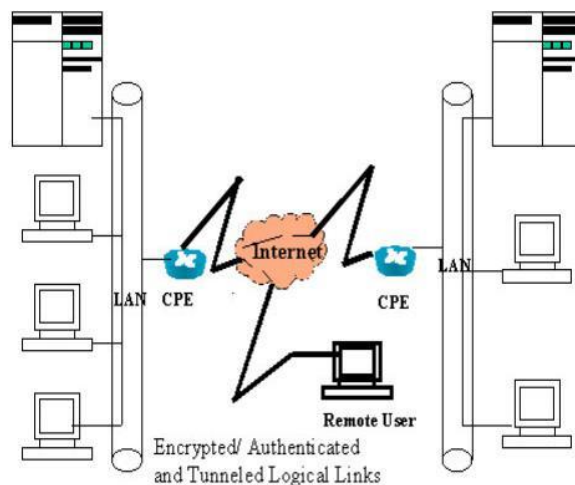 Internet
LAN CPE
CPE
LAN
Remote User
Encrypted/ Authenticated
and Tunneled Logical Links